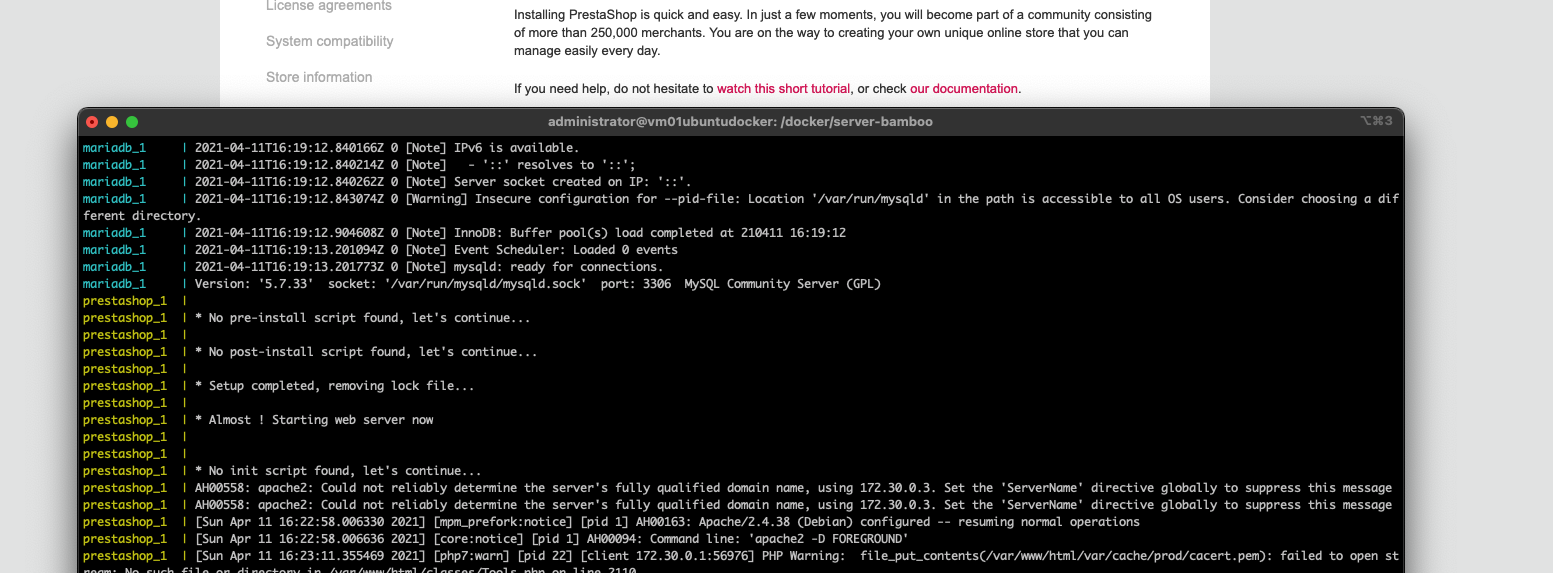 License agreements
Installing PrestaShop is quick and easy. In just a few moments, you will become part of a community consisting
of more than 250,000 merchants. You are on the way to creating your own unique online store that you can
System compatibility
manage easily every day.
Store information
If you need help, do not hesitate to watch this short tutorial, or check our documentation.
administrator@vm01ubuntudocker: /docker/server-bamboo
⌥⌘3
mariadb_1     | 2021-04-11T16:19:12.840166Z 0 [Note] IPv6 is available.
mariadb_1     | 2021-04-11T16:19:12.840214Z 0 [Note]   - '::' resolves to '::';
mariadb_1     | 2021-04-11T16:19:12.840262Z 0 [Note] Server socket created on IP: '::'.
mariadb_1     | 2021-04-11T16:19:12.843074Z 0 [Warning] Insecure configuration for --pid-file: Location '/var/run/mysqld' in the path is accessible to all OS users. Consider choosing a dif
ferent directory.
mariadb_1     | 2021-04-11T16:19:12.904608Z 0 [Note] InnoDB: Buffer pool(s) load completed at 210411 16:19:12
mariadb_1     | 2021-04-11T16:19:13.201094Z 0 [Note] Event Scheduler: Loaded 0 events
mariadb_1     | 2021-04-11T16:19:13.201773Z 0 [Note] mysqld: ready for connections.
mariadb_1     | Version: '5.7.33'  socket: '/var/run/mysqld/mysqld.sock'  port: 3306  MySQL Community Server (GPL)
prestashop_1  |
prestashop_1  | * No pre-install script found, let's continue...
prestashop_1  |
prestashop_1  | * No post-install script found, let's continue...
prestashop_1  |
prestashop_1  | * Setup completed, removing lock file...
prestashop_1  |
prestashop_1  | * Almost ! Starting web server now
prestashop_1  |
prestashop_1  |
prestashop_1  | * No init script found, let's continue...
prestashop_1  | AH00558: apache2: Could not reliably determine the server's fully qualified domain name, using 172.30.0.3. Set the 'ServerName' directive globally to suppress this message
prestashop_1  | AH00558: apache2: Could not reliably determine the server's fully qualified domain name, using 172.30.0.3. Set the 'ServerName' directive globally to suppress this message
prestashop_1  | [Sun Apr 11 16:22:58.006330 2021] [mpm_prefork:notice] [pid 1] AH00163: Apache/2.4.38 (Debian) configured -- resuming normal operations
prestashop_1  | [Sun Apr 11 16:22:58.006636 2021] [core:notice] [pid 1] AH00094: Command line: 'apache2 -D FOREGROUND'
prestashop_1  | [Sun Apr 11 16:23:11.355469 2021] [php7:warn] [pid 22] [client 172.30.0.1:56976] PHP Warning:  file_put_contents(/var/www/html/var/cache/prod/cacert.pem): failed to open st
ream: No such file or directory in /var/www/html/classes/Tools.php on line 2110